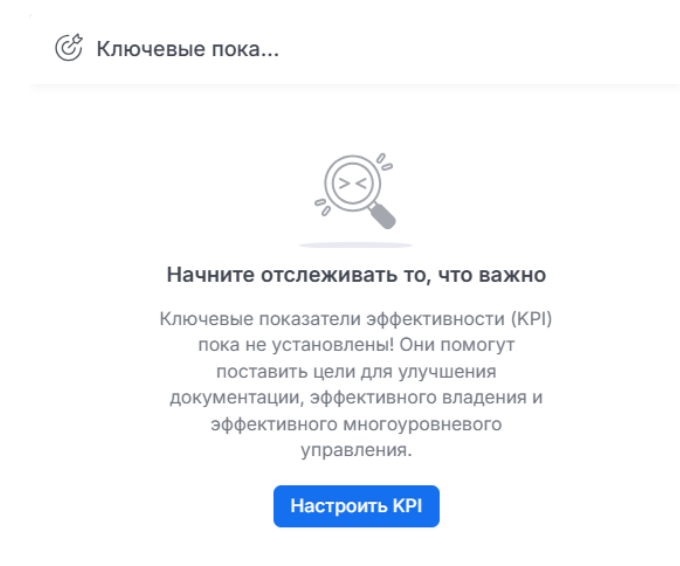 Ключевые пока...
Начните отслеживать то, что важно
Ключевые показатели эффективности (KPI)
пока не установлены! Они помогут
поставить цели для улучшения
документации, эффективного владения и
эффективного многоуровневого
управления.
Настроить KPI